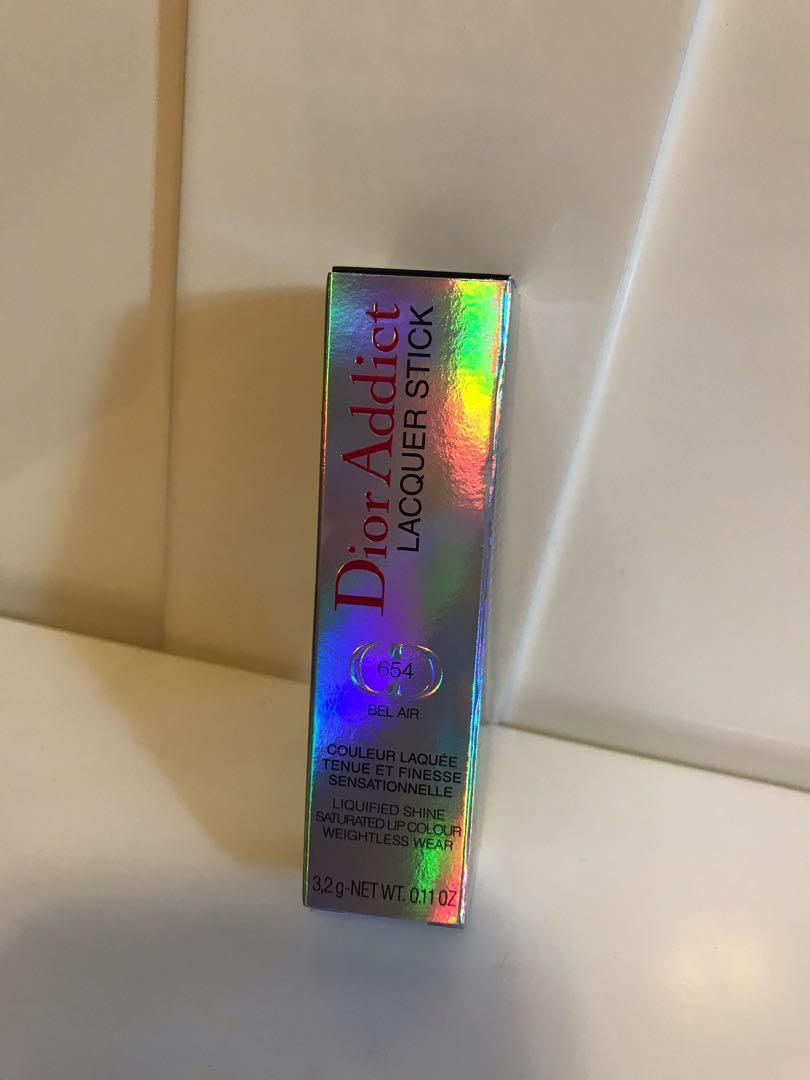 Dior Addict
LACQUER STICK
654
BEL AIR
COULEUR LAQUÉE
TENUE ET FINESSE
SENSATIONNELLE
LIQUIFIED SHINE
SATURATED LIP COLOUR
WEIGHTLESS WEAR
3,2 g-NET WT. 0.11 OZ